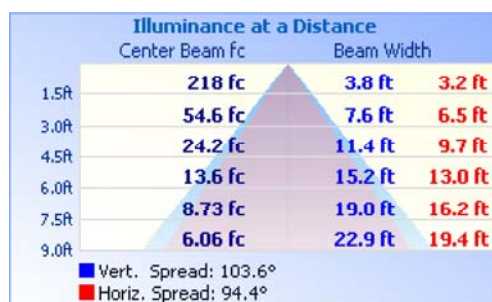 Illuminance at a Distance
Center Beam fc Beam Width
1.5ft 218 fc 3.8 ft 3.2 ft
3.0ft 54.6 fc 7.6 ft 6.5 ft
4.5ft 24.2 fc 11.4 ft 9.7 ft
6.0ft 13.6 fc 15.2 ft 13.0 ft
7.5ft 8.73 fc 19.0 ft 16.2 ft
9.0ft 6.06 fc 22.9 ft 19.4 ft
Vert. Spread: 103.6°
Horiz. Spread: 94.4°